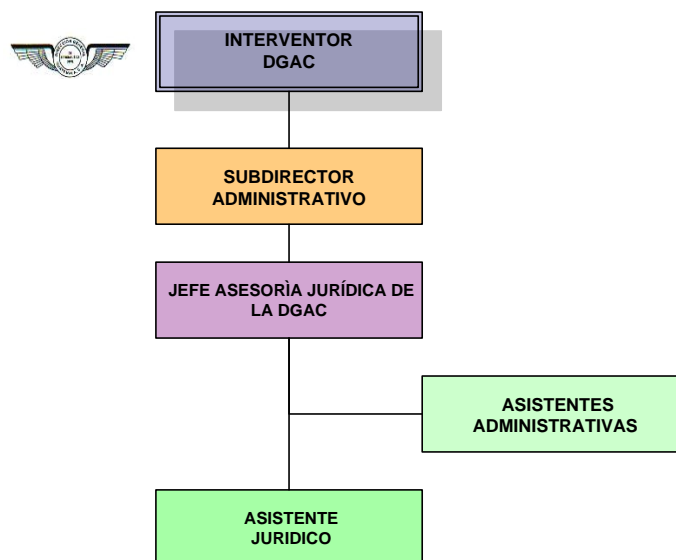 INTERVENTOR
DGAC
SUBDIRECTOR
ADMINISTRATIVO
JEFE ASESORÌA JURÍDICA DE
LA DGAC
ASISTENTES
ADMINISTRATIVAS
ASISTENTE
JURIDICO